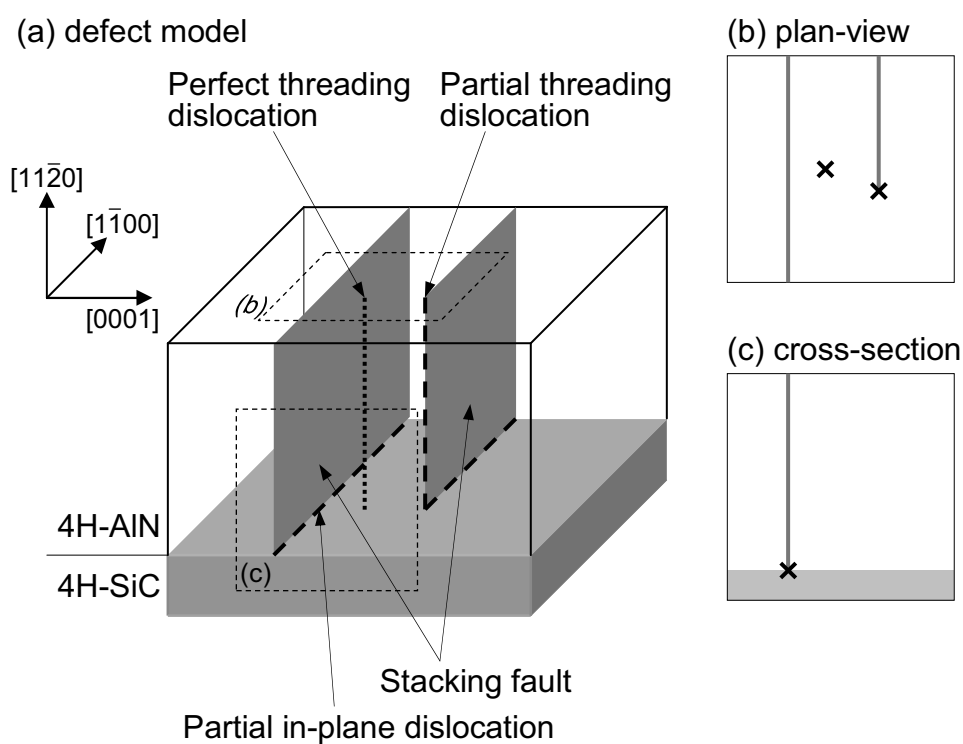 (a) defect model
Perfect threading
dislocation
Partial threading
dislocation
[112̅0]
[11̅00]
[0001]
(b)
(c)
4H-AlN
4H-SiC
Stacking fault
Partial in-plane dislocation
(b) plan-view
(c) cross-section